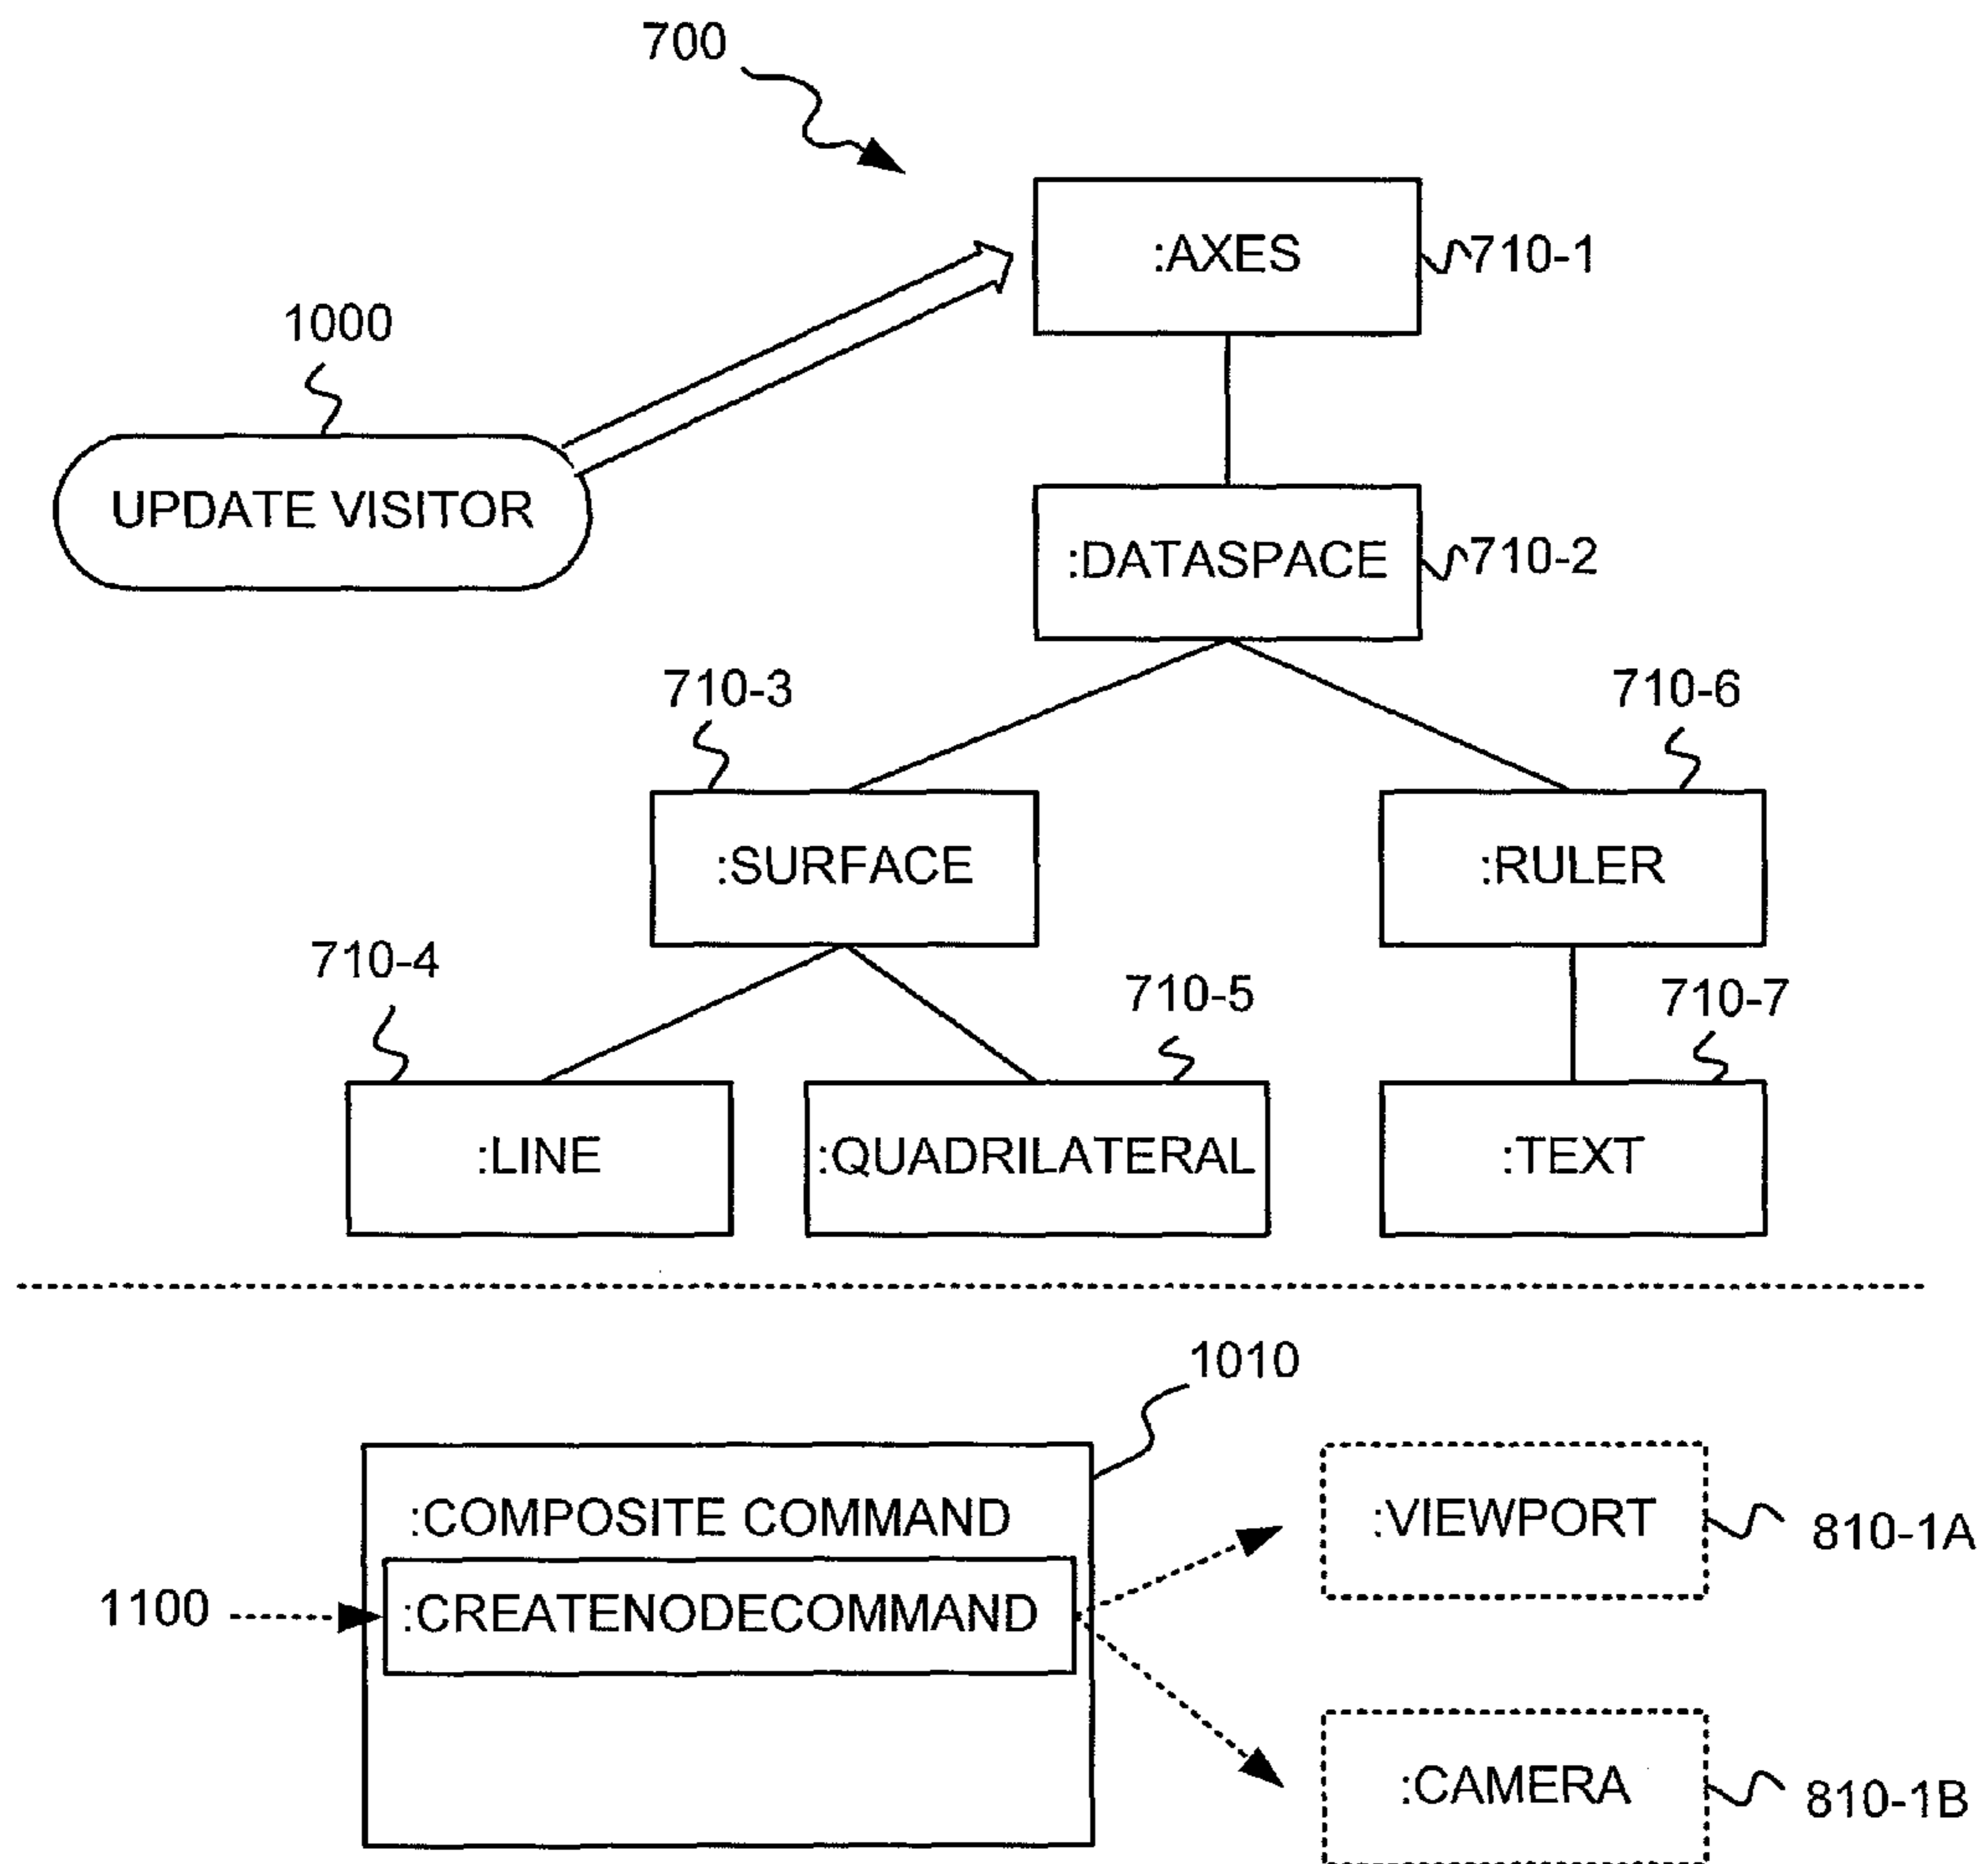 700
:AXES
710-1
1000
UPDATE VISITOR
:DATASPACE
710-2
710-3
710-6
:SURFACE
:RULER
710-4
710-5
710-7
:LINE
:QUADRILATERAL
:TEXT
1010
:COMPOSITE COMMAND
:VIEWPORT
810-1A
1100
:CREATENODECOMMAND
:CAMERA
810-1B